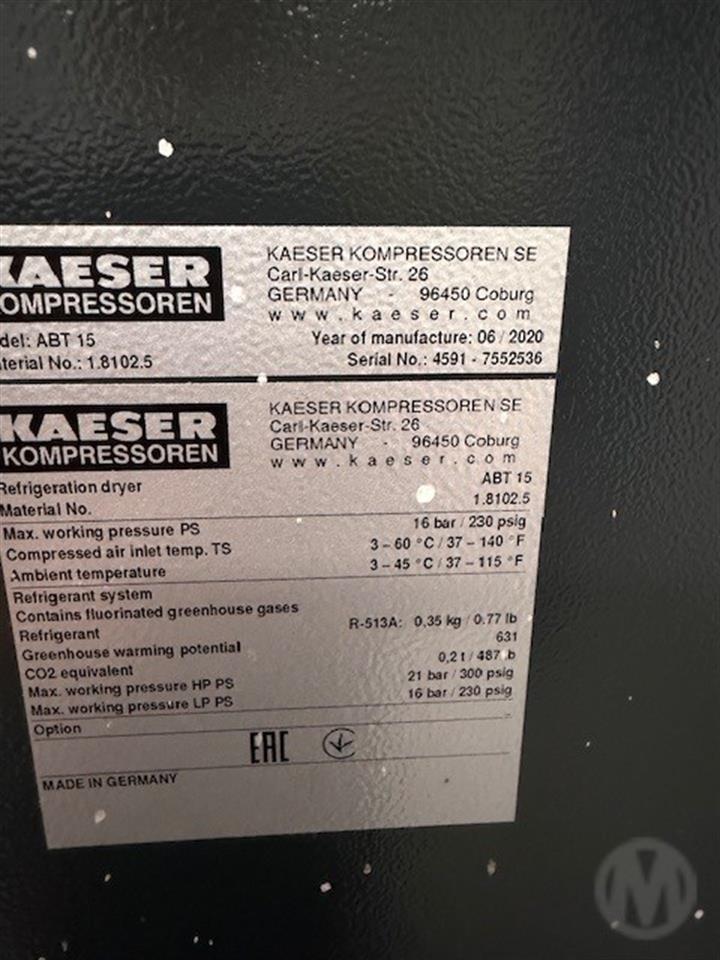 KAESER
KOMPRESSOREN
KAESER KOMPRESSOREN SE
Carl-Kaeser-Str. 26
GERMANY - 96450 Coburg
www.kaeser.com
del: ABT 15
Year of manufacture: 06 / 2020
terial No.: 1.8102.5
Serial No.: 4591 - 7552536
KAESER
KOMPRESSOREN
KAESER KOMPRESSOREN SE
Carl-Kaeser-Str. 26
GERMANY - 96450 Coburg
www.kaeser.com
Refrigeration dryer ABT 15
Material No. 1.8102.5
Max. working pressure PS 16 bar / 230 psig
Compressed air inlet temp. TS 3 – 60 °C / 37 – 140 °F
Ambient temperature 3 – 45 °C / 37 – 115 °F
Refrigerant system
Contains fluorinated greenhouse gases
Refrigerant R-513A: 0,35 kg / 0.77 lb
Greenhouse warming potential 631
CO2 equivalent 0,2 t / 487 lb
Max. working pressure HP PS 21 bar / 300 psig
Max. working pressure LP PS 16 bar / 230 psig
Option
EAC
MADE IN GERMANY
M